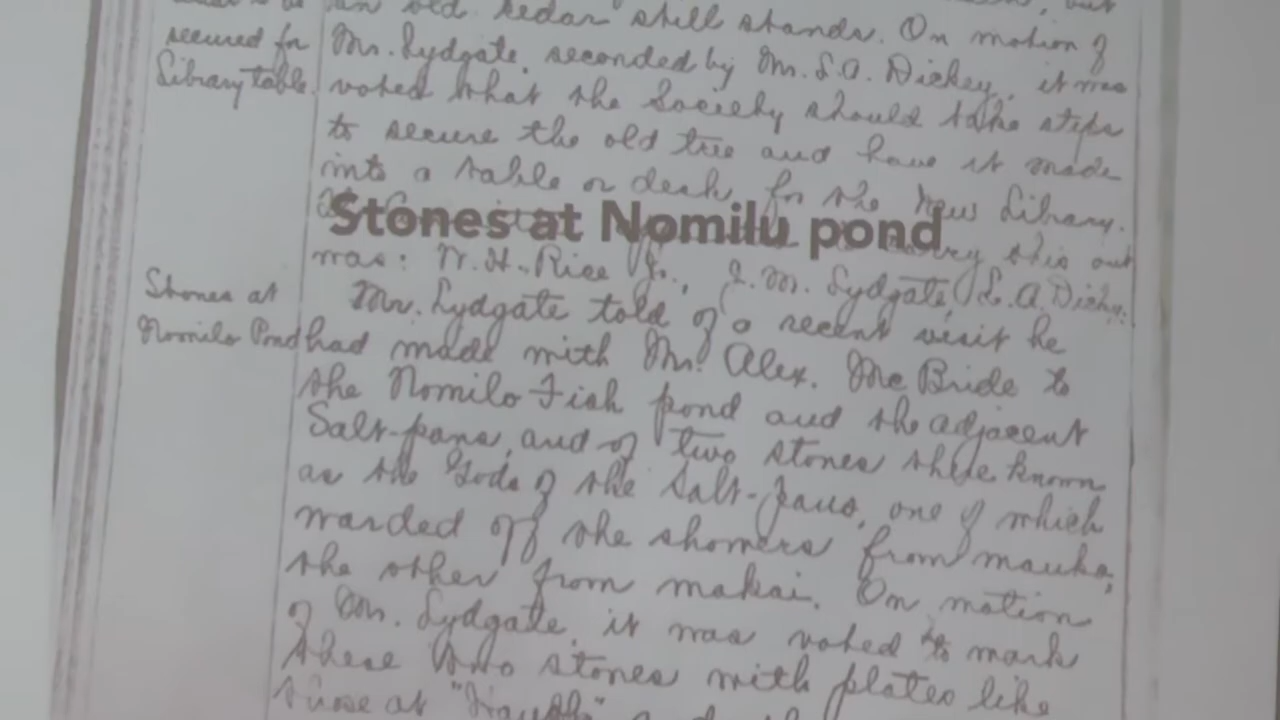 an old cedar still stands. On motion of
secured for
Mr. Lydgate, seconded by Mr. L.A. Dickey, it was
Library table.
voted that the Society should take steps
to secure the old tree and have it made
into a table or desk for the new Library.
Stones at Nomilu pond
this out
was: W. H. Rice Jr., J. M. Lydgate, L. A. Dickey.
Stones at
Mr. Lydgate told of a recent visit he
Nomilo Pond
had made with Mr. Alex. McBride to
the Nomilo Fish pond and the adjacent
Salt-pans, and of two stones there known
as the Gods of the Salt-pans, one of which
warded off the showers from mauka,
the other from makai. On motion
of Mr. Lydgate, it was voted to mark
these two stones with plates like
those at